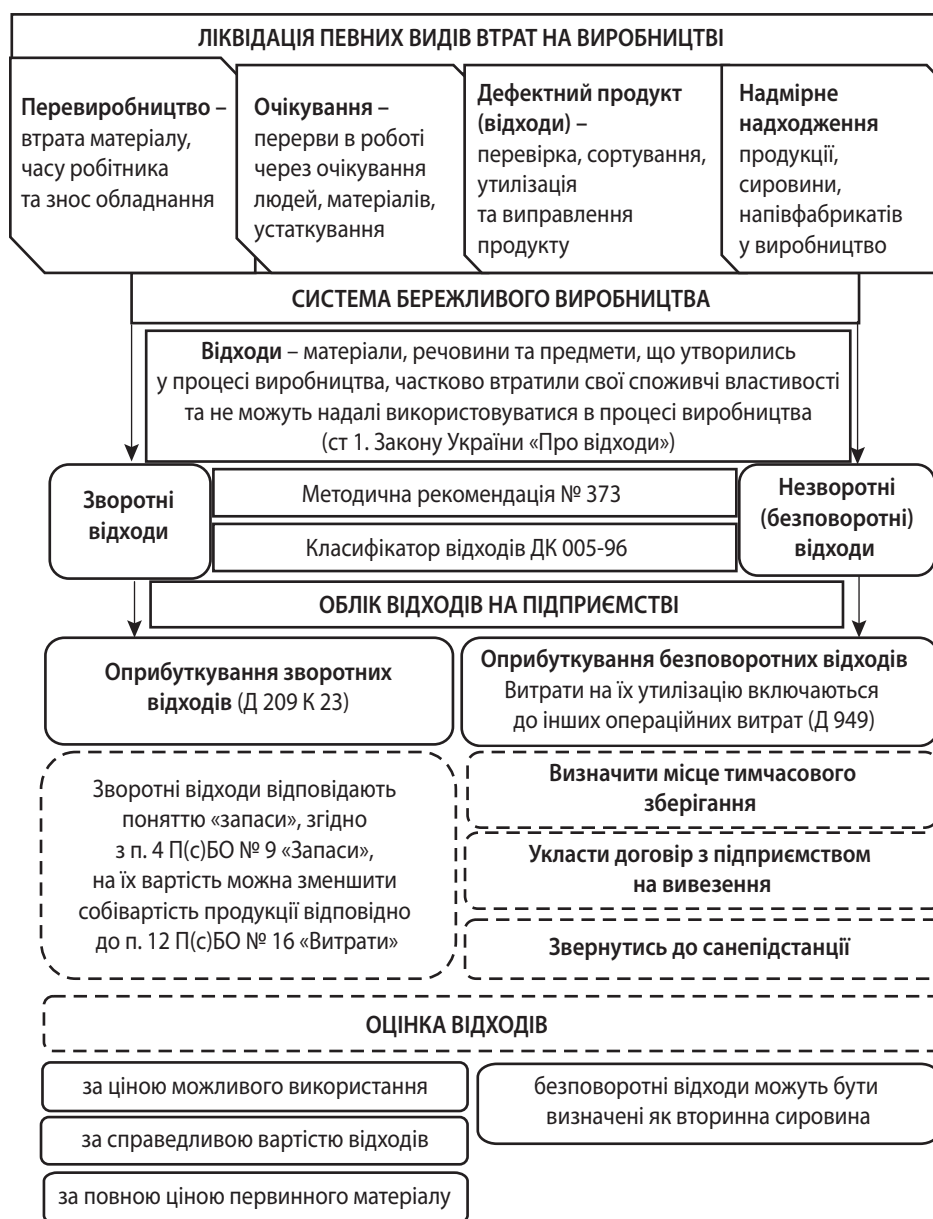 ЛІКВІДАЦІЯ ПЕВНИХ ВИДІВ ВТРАТ НА ВИРОБНИЦТВІ
Перевиробництво –
втрата матеріалу,
часу робітника
та знос обладнання
Очікування –
перерви в роботі
через очікування
людей, матеріалів,
устаткування
Дефектний продукт
(відходи) –
перевірка, сортування,
утилізація
та виправлення
продукту
Надмірне
надходження
продукції,
сировини,
напівфабрикатів
у виробництво
СИСТЕМА БЕРЕЖЛИВОГО ВИРОБНИЦТВА
Відходи – матеріали, речовини та предмети, що утворились
у процесі виробництва, частково втратили свої споживчі властивості
та не можуть надалі використовуватися в процесі виробництва
(ст 1. Закону України «Про відходи»)
Зворотні
відходи
Методична рекомендація № 373
Класифікатор відходів ДК 005-96
Незворотні
(безповоротні)
відходи
ОБЛІК ВІДХОДІВ НА ПІДПРИЄМСТВІ
Оприбуткування зворотних
відходів (Д 209 К 23)
Оприбуткування безповоротних відходів
Витрати на їх утилізацію включаються
до інших операційних витрат (Д 949)
Зворотні відходи відповідають
поняттю «запаси», згідно
з п. 4 П(с)БО № 9 «Запаси»,
на їх вартість можна зменшити
собівартість продукції відповідно
до п. 12 П(с)БО № 16 «Витрати»
Визначити місце тимчасового
зберігання
Укласти договір з підприємством
на вивезення
Звернутись до санепідстанції
ОЦІНКА ВІДХОДІВ
за ціною можливого використання
за справедливою вартістю відходів
за повною ціною первинного матеріалу
безповоротні відходи можуть бути
визначені як вторинна сировина